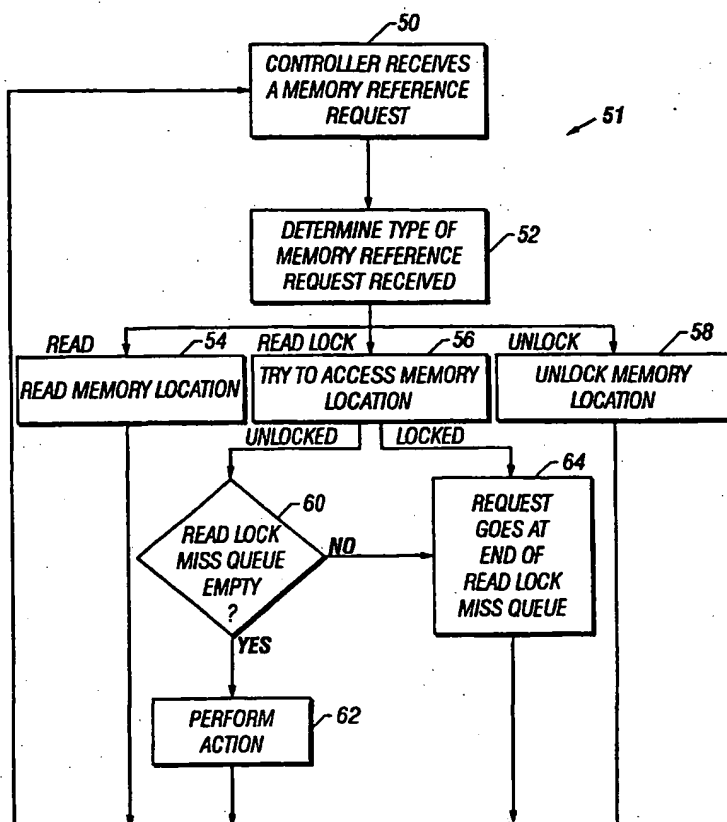 50
CONTROLLER RECEIVES
A MEMORY REFERENCE
REQUEST
51
DETERMINE TYPE OF
MEMORY REFERENCE
REQUEST RECEIVED
52
READ
54
READ LOCK
56
UNLOCK
58
READ MEMORY LOCATION
TRY TO ACCESS MEMORY
LOCATION
UNLOCK MEMORY
LOCATION
UNLOCKED
LOCKED
60
READ LOCK
MISS QUEUE
EMPTY
?
NO
YES
64
REQUEST
GOES AT
END OF
READ LOCK
MISS QUEUE
PERFORM
ACTION
62